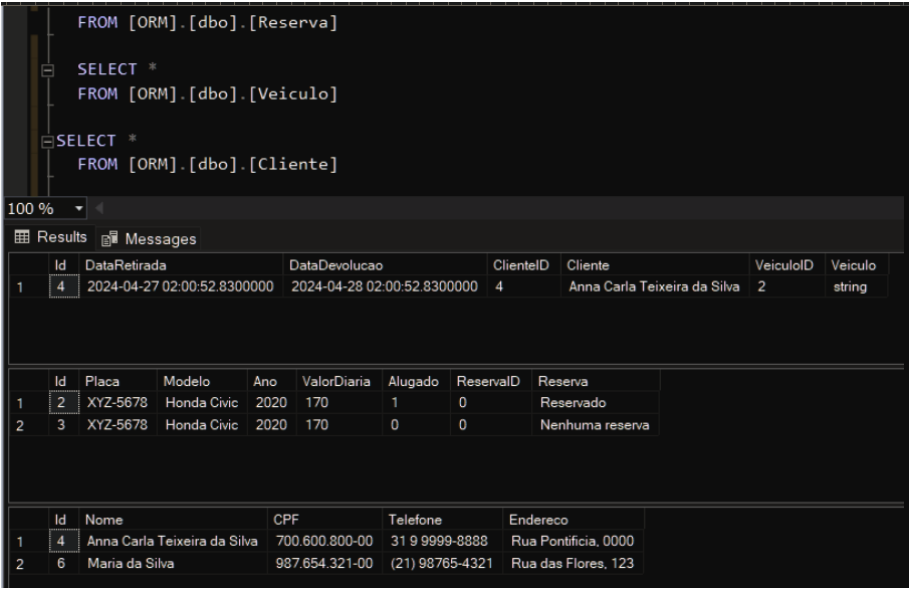 FROM [ORM].[dbo].[Reserva]
SELECT *
FROM [ORM].[dbo].[Veiculo]
SELECT *
FROM [ORM].[dbo].[Cliente]
100 %
Results Messages
Id DataRetirada DataDevolucao ClienteID Cliente VeiculoID Veiculo
1 4 2024-04-27 02:00:52.8300000 2024-04-28 02:00:52.8300000 4 Anna Carla Teixeira da Silva 2 string
Id Placa Modelo Ano ValorDiaria Alugado ReservaID Reserva
1 2 XYZ-5678 Honda Civic 2020 170 1 0 Reservado
2 3 XYZ-5678 Honda Civic 2020 170 0 0 Nenhuma reserva
Id Nome CPF Telefone Endereco
1 4 Anna Carla Teixeira da Silva 700.600.800-00 31 9 9999-8888 Rua Pontificia, 0000
2 6 Maria da Silva 987.654.321-00 (21) 98765-4321 Rua das Flores, 123